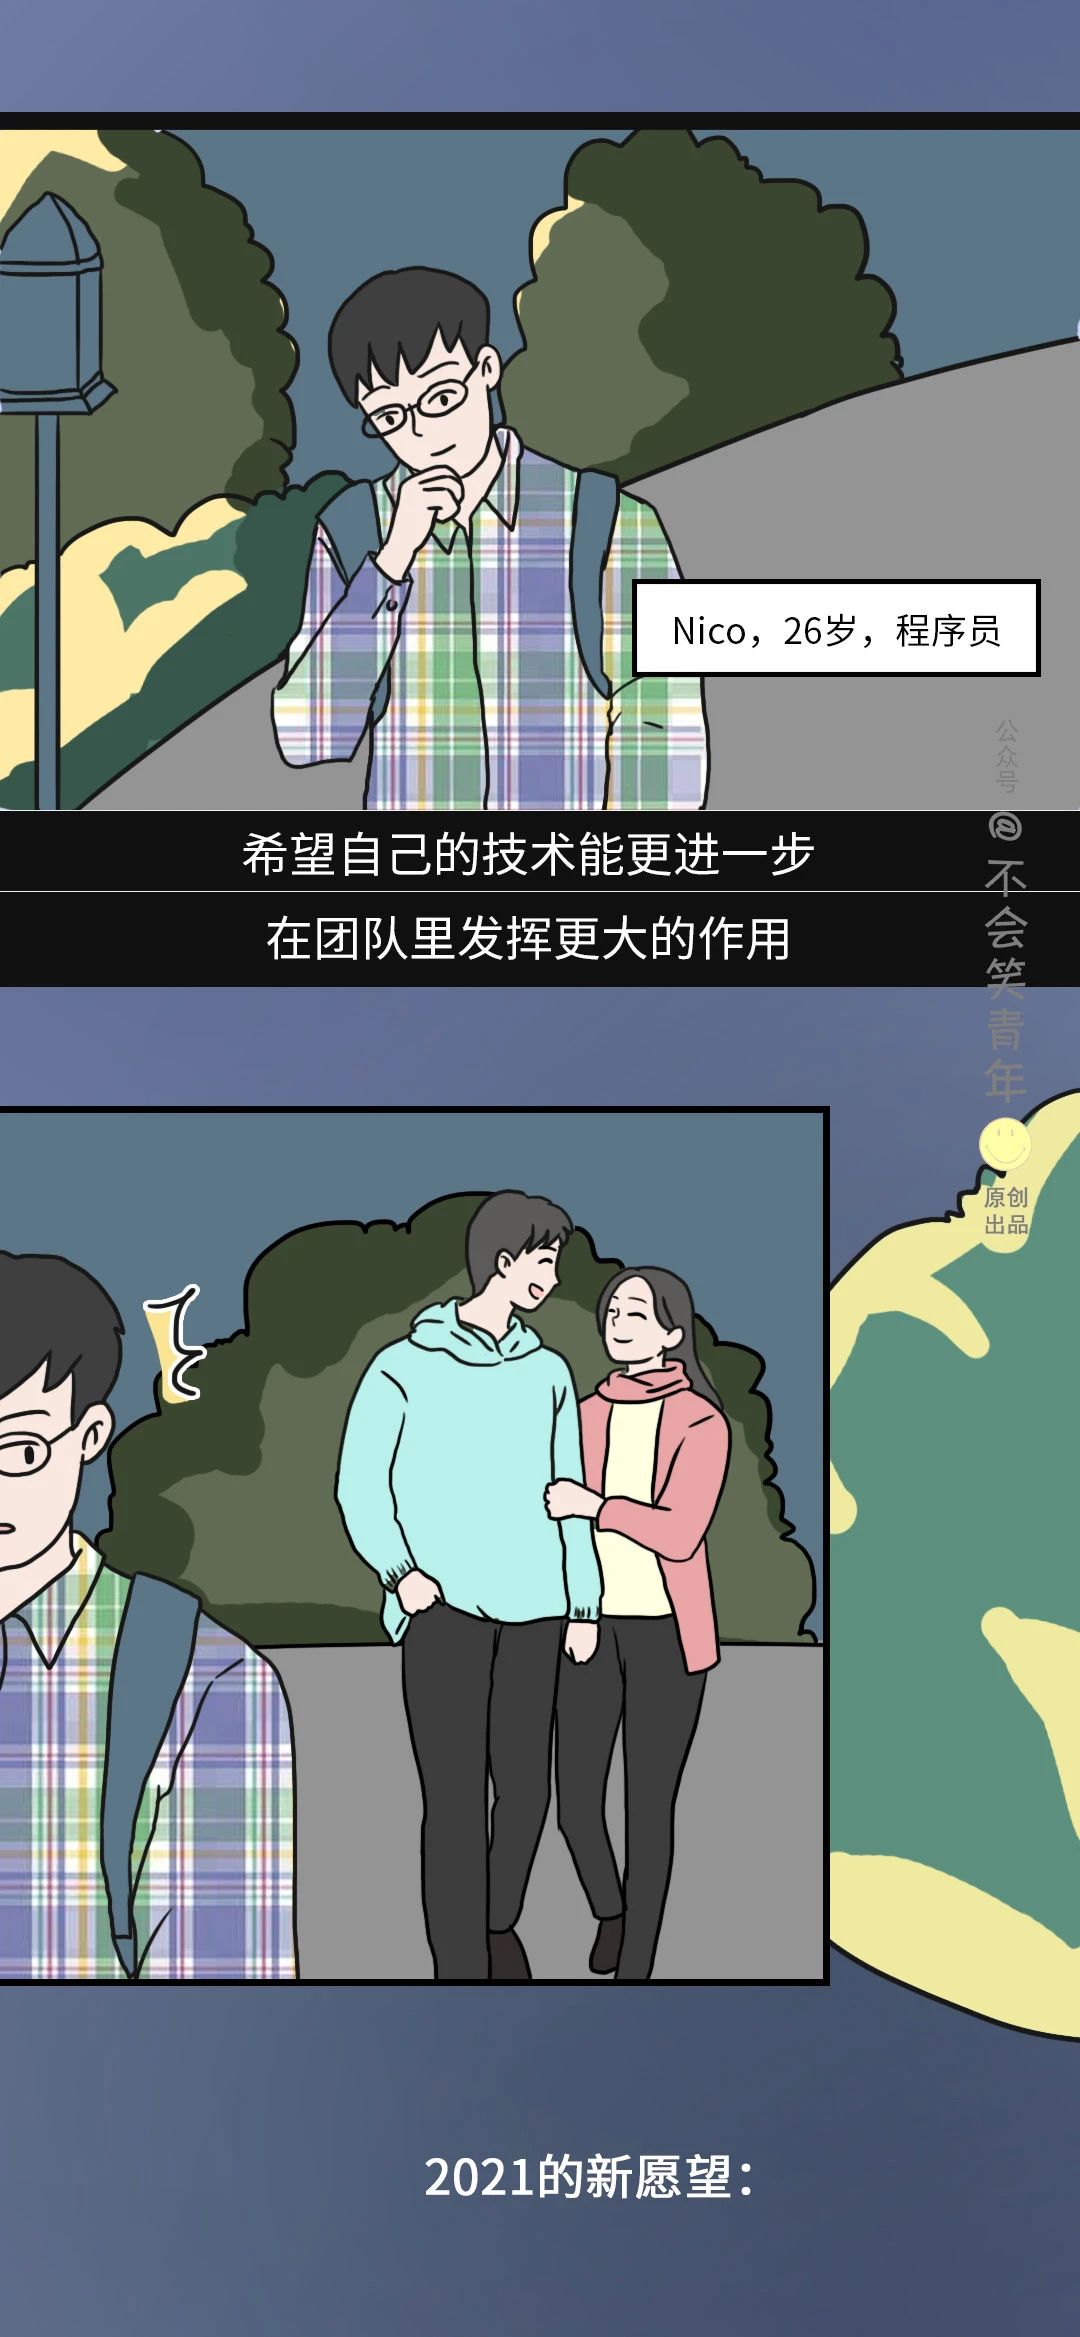 Nico，26岁，程序员
希望自己的技术能更进一步
在团队里发挥更大的作用
公众号
@不会笑青年
原创
出品
2021的新愿望：